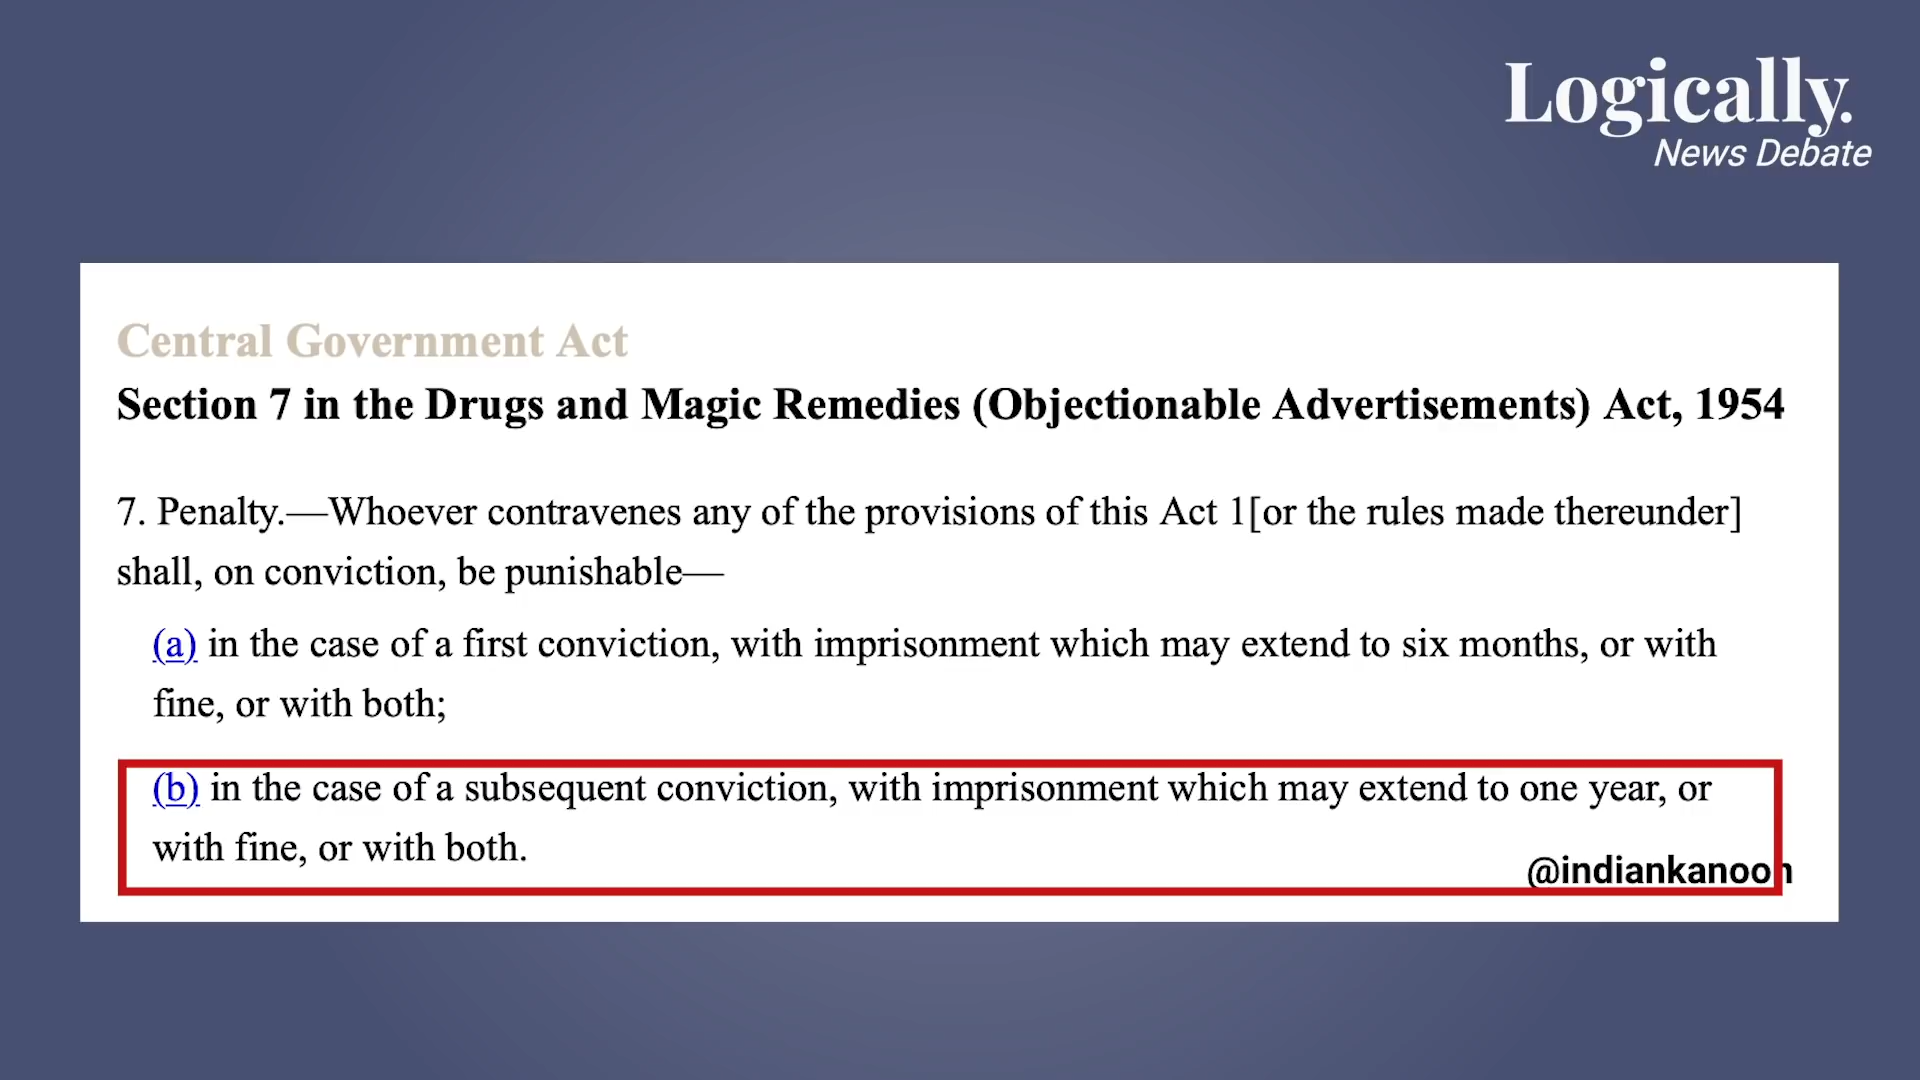 Logically.
News Debate
Central Government Act
Section 7 in the Drugs and Magic Remedies (Objectionable Advertisements) Act, 1954
7. Penalty.—Whoever contravenes any of the provisions of this Act 1[or the rules made thereunder]
shall, on conviction, be punishable—
(a) in the case of a first conviction, with imprisonment which may extend to six months, or with
fine, or with both;
(b) in the case of a subsequent conviction, with imprisonment which may extend to one year, or
with fine, or with both.
@indiankanoon